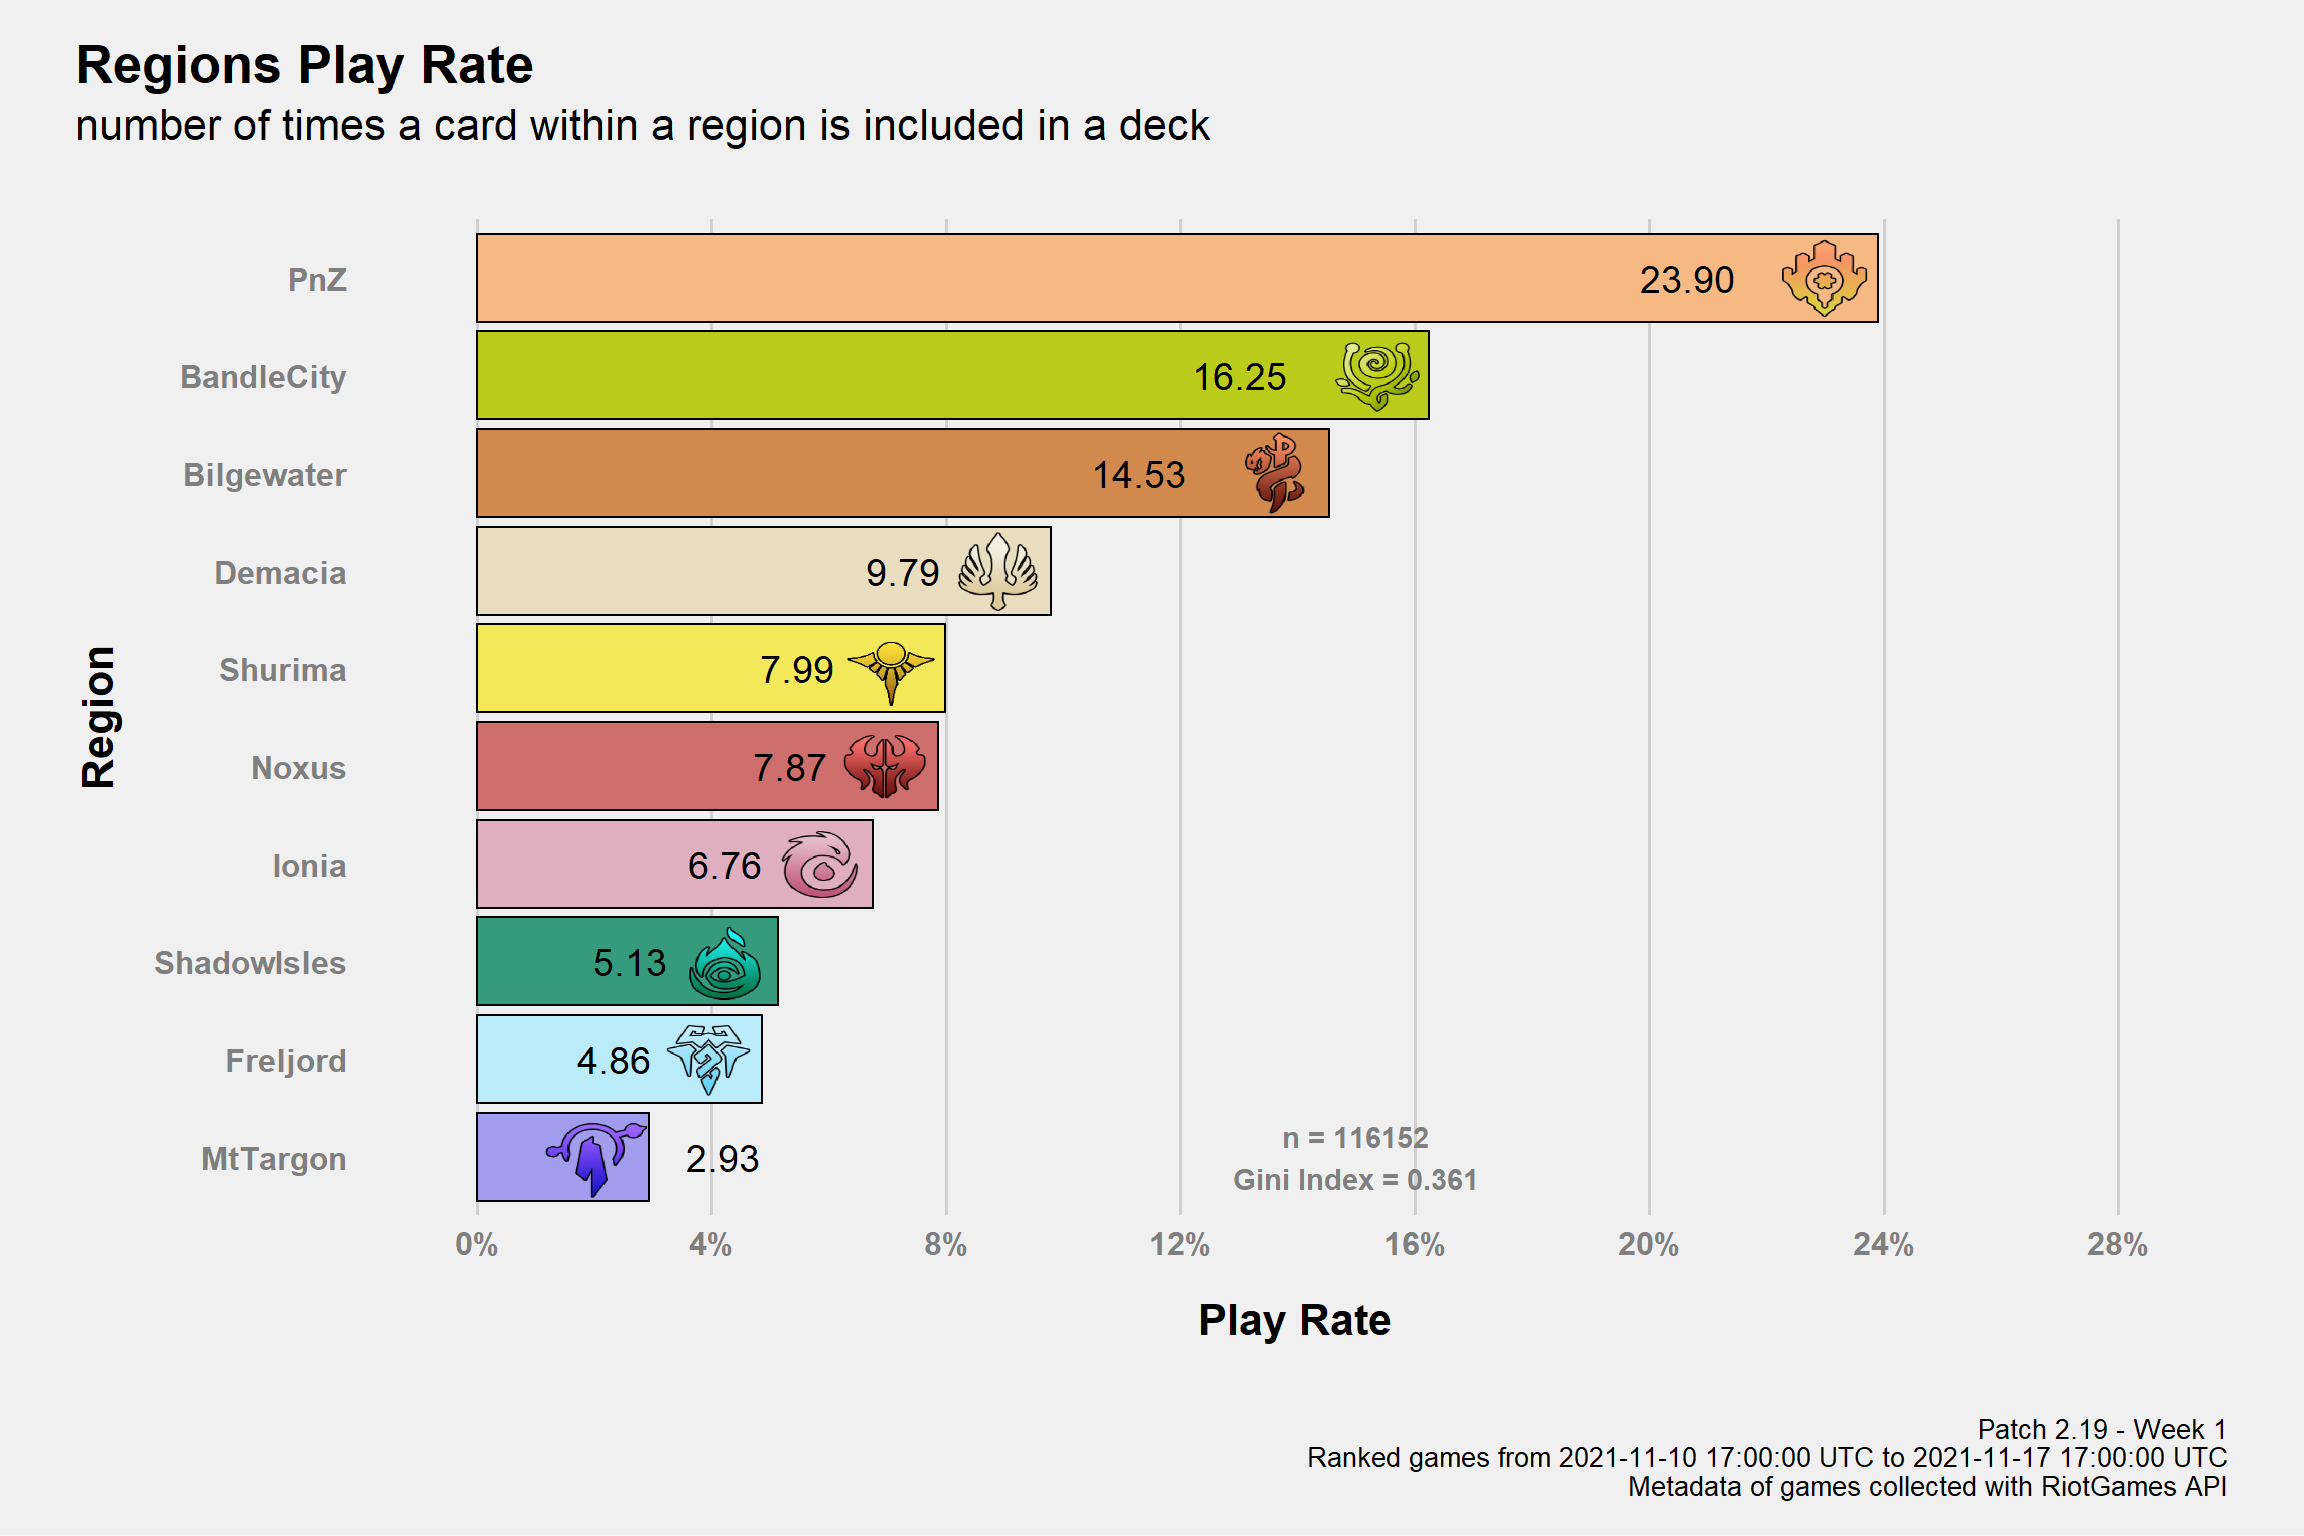 Regions Play Rate
number of times a card within a region is included in a deck
Region
PnZ 23.90
BandleCity 16.25
Bilgewater 14.53
Demacia 9.79
Shurima 7.99
Noxus 7.87
Ionia 6.76
ShadowIsles 5.13
Freljord 4.86
MtTargon 2.93
n = 116152
Gini Index = 0.361
0% 4% 8% 12% 16% 20% 24% 28%
Play Rate
Patch 2.19 - Week 1
Ranked games from 2021-11-10 17:00:00 UTC to 2021-11-17 17:00:00 UTC
Metadata of games collected with RiotGames API